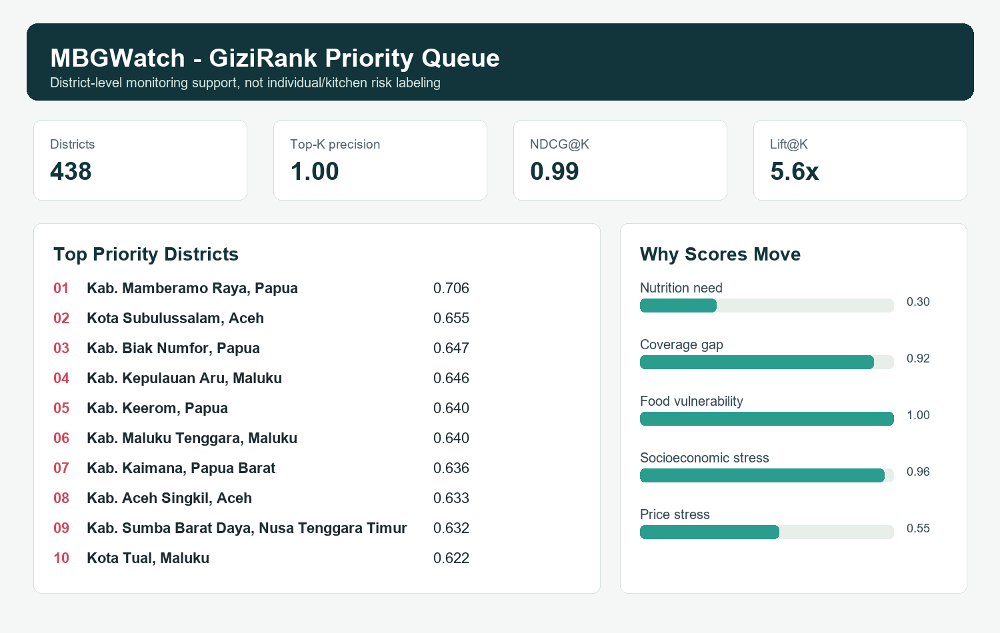 MBGWatch - GiziRank Priority Queue
District-level monitoring support, not individual/kitchen risk labeling
Districts
438
Top-K precision
1.00
NDCG@K
0.99
Lift@K
5.6x
Top Priority Districts
01 Kab. Mamberamo Raya, Papua 0.706
02 Kota Subulussalam, Aceh 0.655
03 Kab. Biak Numfor, Papua 0.647
04 Kab. Kepulauan Aru, Maluku 0.646
05 Kab. Keerom, Papua 0.640
06 Kab. Maluku Tenggara, Maluku 0.640
07 Kab. Kaimana, Papua Barat 0.636
08 Kab. Aceh Singkil, Aceh 0.633
09 Kab. Sumba Barat Daya, Nusa Tenggara Timur 0.632
10 Kota Tual, Maluku 0.622
Why Scores Move
Nutrition need
0.30
Coverage gap
0.92
Food vulnerability
1.00
Socioeconomic stress
0.96
Price stress
0.55